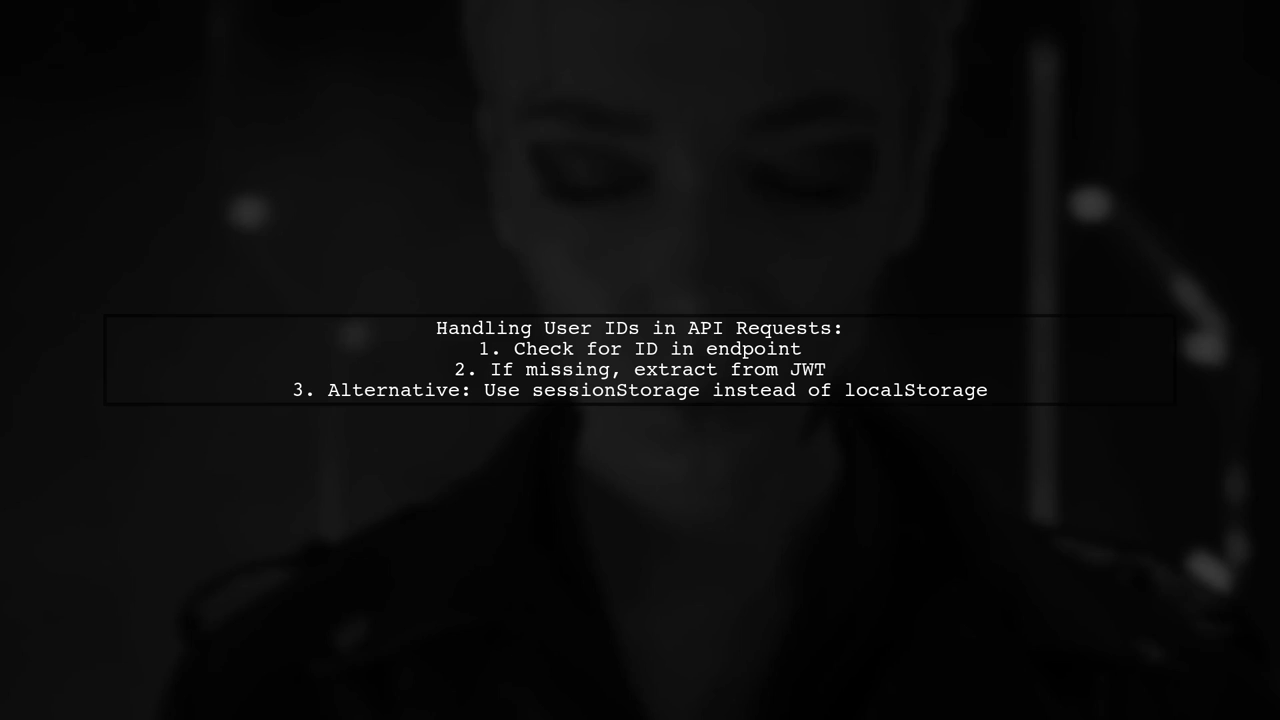 Handling User IDs in API Requests:
1. Check for ID in endpoint
2. If missing, extract from JWT
3. Alternative: Use sessionStorage instead of localStorage